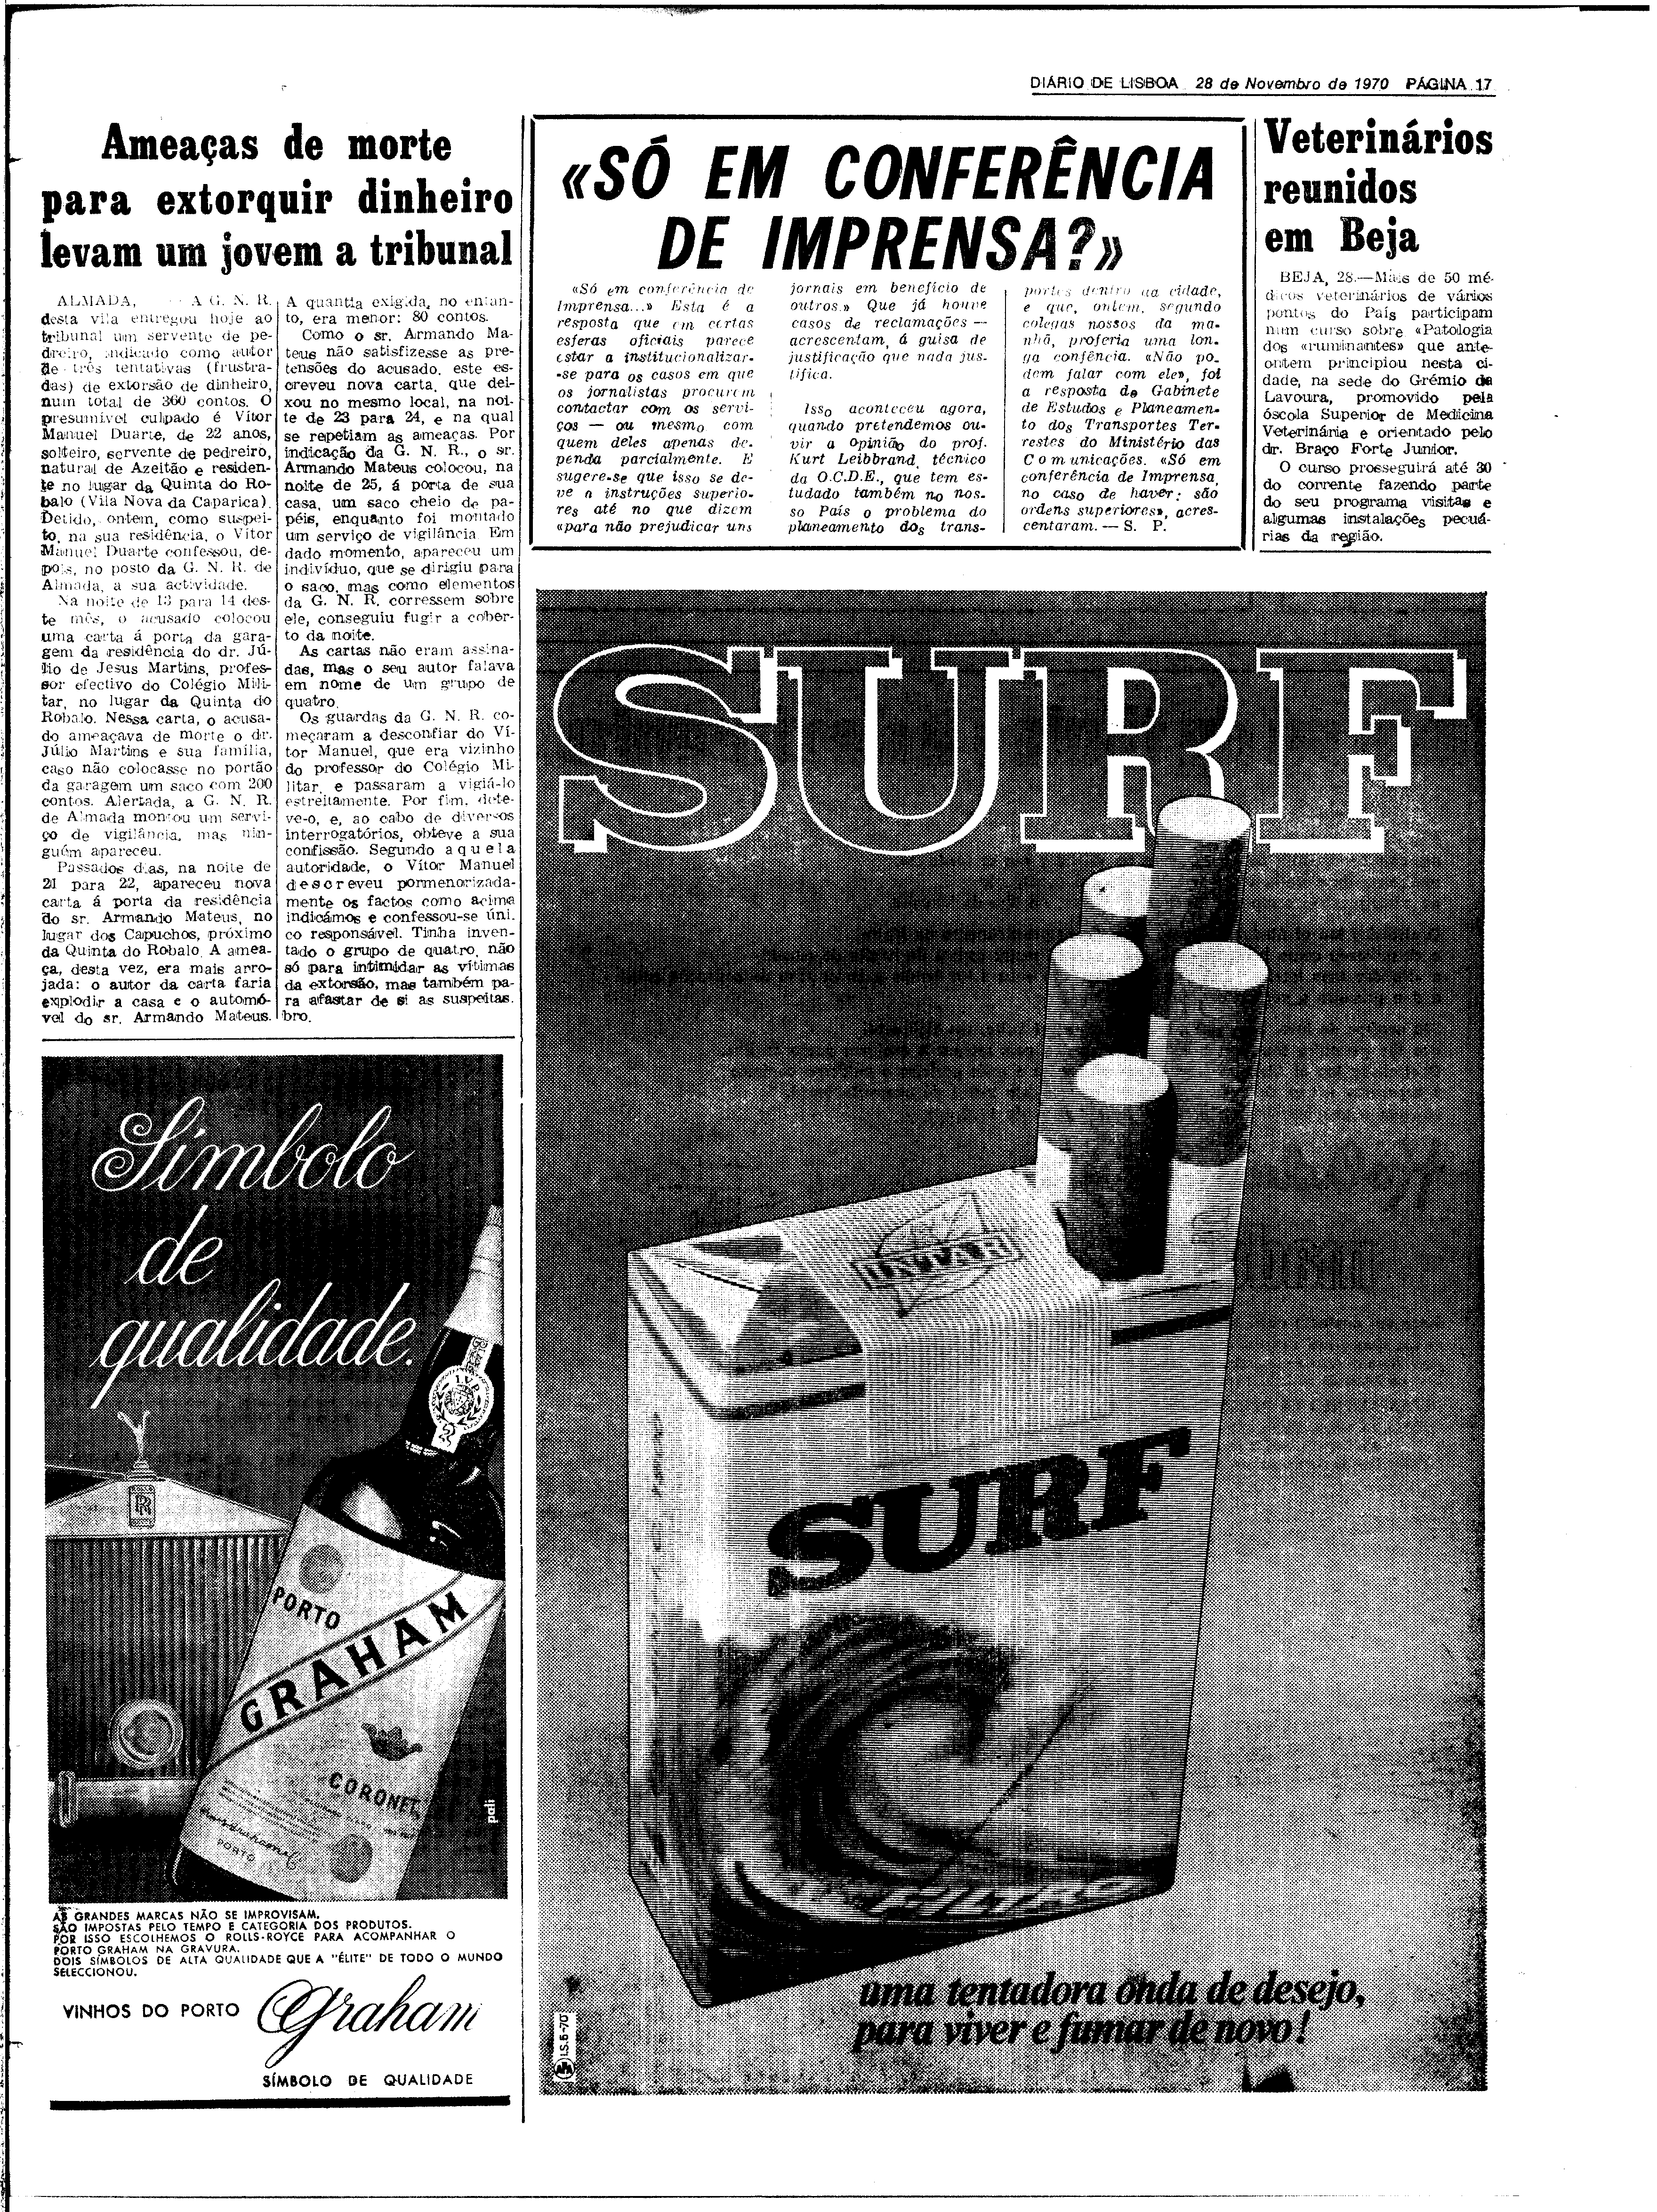 DIÁRIO DE LISBOA 28 de Novembro de 1970 PÁGINA 17
Ameaças de morte
para extorquir dinheiro
levam um jovem a tribunal
ALMADA, — A G. N. R.
desta vila entregou hoje ao
tribunal um servente de pe-
dreiro, indicado como autor
de três tentativas (frustra-
das) de extorsão de dinheiro,
num total de 360 contos. O
presumível culpado é Vítor
Manuel Duarte, de 22 anos,
solteiro, servente de pedreiro,
natural de Azeitão e residen-
te no lugar da Quinta do Ro-
balo (Vila Nova da Caparica).
Detido, ontem, como suspei-
to, na sua residência, o Vítor
Manuel Duarte confessou, de-
pois, no posto da G. N. R. de
Almada, a sua actividade.
Na noite de 13 para 14 des-
te mês, o acusado colocou
uma carta á porta da gara-
gem da residência do dr. Jú-
lio de Jesus Martins, profes-
sor efectivo do Colégio Mili-
tar, no lugar da Quinta do
Robalo. Nessa carta, o acusa-
do ameaçava de morte o dr.
Júlio Martins e sua família,
caso não colocasse no portão
da garagem um saco com 200
contos. Alertada, a G. N. R.
de Almada montou um servi-
ço de vigilância, mas nin-
guém apareceu.
Passados dias, na noite de
21 para 22, apareceu nova
carta á porta da residência
do sr. Armando Mateus, no
lugar dos Capuchos, próximo
da Quinta do Robalo. A amea-
ça, desta vez, era mais arro-
jada: o autor da carta faria
explodir a casa e o automó-
vel do sr. Armando Mateus.
A quantia exigida, no entan-
to, era menor: 80 contos.
Como o sr. Armando Ma-
teus não satisfizesse as pre-
tensões do acusado, este es-
creveu nova carta, que dei-
xou no mesmo local, na noi-
te de 23 para 24, e na qual
se repetiam as ameaças. Por
indicação da G. N. R., o sr.
Armando Mateus colocou, na
noite de 25, á porta de sua
casa, um saco cheio de pa-
péis, enquanto foi montado
um serviço de vigilância Em
dado momento, apareceu um
indivíduo, que se dirigiu para
o saco, mas como elementos
da G. N. R. corressem sobre
ele, conseguiu fugir a cober-
to da noite.
As cartas não eram assina-
das, mas o seu autor falava
em nome de um grupo de
quatro.
Os guardas da G. N. R. co-
meçaram a desconfiar do Ví-
tor Manuel, que era vizinho
do professor do Colégio Mi-
litar, e passaram a vigiá-lo
estreitamente. Por fim, dete-
ve-o, e, ao cabo de diversos
interrogatórios, obteve a sua
confissão. Segundo aquela
autoridade, o Vítor Manuel
descreveu pormenorizada-
mente os factos como acima
indicámos e confessou-se úni-
co responsável. Tinha inven-
tado o grupo de quatro, não
só para intimidar as vítimas
da extorsão, mas também pa-
ra afastar de si as suspeitas.
bro.
«SÓ EM CONFERÊNCIA
DE IMPRENSA?»
«Só em conferência de
Imprensa...» Esta é a
resposta que em certas
esferas oficiais parece
estar a institucionalizar-
-se para os casos em que
os jornalistas procurem
contactar com os servi-
ços — ou mesmo com
quem deles apenas de-
penda parcialmente. E
sugere-se que isso se de-
ve a instruções superio-
res até no que dizem
«para não prejudicar uns
jornais em benefício de
outros.» Que já houve
casos de reclamações —
acrescentam, á guisa de
justificação que nada jus-
tifica.
Isso aconteceu agora,
quando pretendemos ou-
vir a opinião do prof.
Kurt Leibbrand, técnico
da O.C.D.E., que tem es-
tudado também no nos-
so País o problema do
planeamento dos trans-
portes dentro da cidade,
e que, ontem, segundo
colegas nossos da ma-
nhã, proferia uma lon-
ga confência. «Não po-
dem falar com ele», foi
a resposta do Gabinete
de Estudos e Planeamen-
to dos Transportes Ter-
restres do Ministério das
Comunicações. «Só em
conferência de Imprensa,
no caso de haver; são
ordens superiores», acres-
centaram. — S. P.
Veterinários
reunidos
em Beja
BEJA, 28.—Mais de 50 mé-
dicos veterinários de vários
pontos do País participam
num curso sobre «Patologia
dos «ruminantes» que ante-
ontem principiou nesta ci-
dade, na sede do Grémio da
Lavoura, promovido pela
óscola Superior de Medicina
Veterinária e orientado pelo
dr. Braço Forte Junior.
O curso prosseguirá até 30
do corrente fazendo parte
do seu programa visitas e
algumas instalações pecuá-
rias da região.
Símbolo
de
qualidade.
RR
PORTO
GRAHAM
CORONET
PORTO
pali
AS GRANDES MARCAS NÃO SE IMPROVISAM.
SÃO IMPOSTAS PELO TEMPO E CATEGORIA DOS PRODUTOS.
POR ISSO ESCOLHEMOS O ROLLS-ROYCE PARA ACOMPANHAR O
PORTO GRAHAM NA GRAVURA.
DOIS SÍMBOLOS DE ALTA QUALIDADE QUE A "ÉLITE" DE TODO O MUNDO
SELECCIONOU.
VINHOS DO PORTO Graham
SÍMBOLO DE QUALIDADE
SURF
INTAR
SURF
FILTRO
uma tentadora onda de desejo,
para viver e fumar de novo!
I.S.6-70